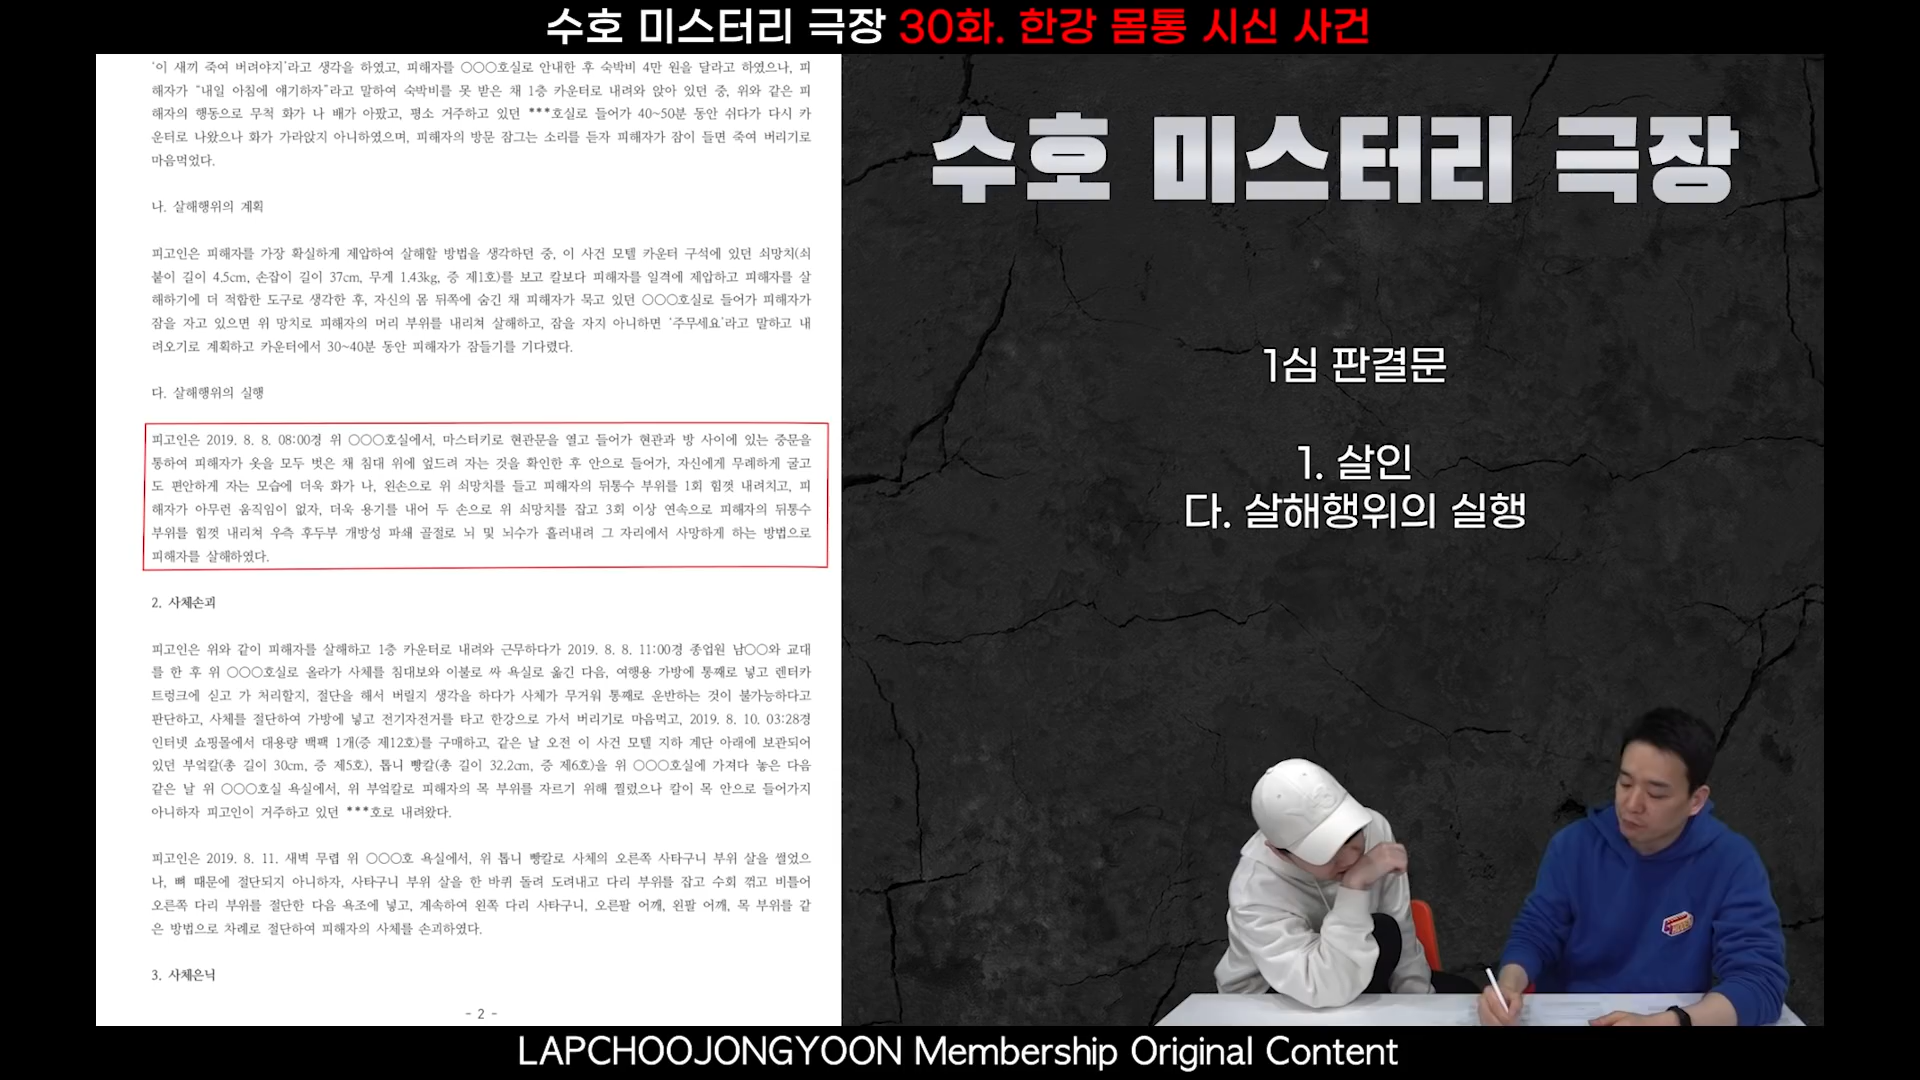 수호 미스터리 극장 30화. 한강 몸통 시신 사건
'이 새끼 죽여 버려야지'라고 생각을 하였고, 피해자를 ○○○호실로 안내한 후 숙박비 4만 원을 달라고 하였으나, 피
해자가 "내일 아침에 얘기하자"라고 말하여 숙박비를 못 받은 채 1층 카운터로 내려와 앉아 있던 중, 위와 같은 피
해자의 행동으로 무척 화가 나 배가 아팠고, 평소 거주하고 있던 ***호실로 들어가 40~50분 동안 쉬다가 다시 카
운터로 나왔으나 화가 가라앉지 아니하였으며, 피해자의 방문 잠그는 소리를 듣자 피해자가 잠이 들면 죽여 버리기로
마음먹었다.
나. 살해행위의 계획
피고인은 피해자를 가장 확실하게 제압하여 살해할 방법을 생각하던 중, 이 사건 모텔 카운터 구석에 있던 쇠망치(쇠
붙이 길이 4.5cm, 손잡이 길이 37cm, 무게 1.43kg, 증 제1호)를 보고 칼보다 피해자를 일격에 제압하고 피해자를 살
해하기에 더 적합한 도구로 생각한 후, 자신의 몸 뒤쪽에 숨긴 채 피해자가 묵고 있던 ○○○호실로 들어가 피해자가
잠을 자고 있으면 위 망치로 피해자의 머리 부위를 내리쳐 살해하고, 잠을 자지 아니하면 '주무세요'라고 말하고 내
려오기로 계획하고 카운터에서 30~40분 동안 피해자가 잠들기를 기다렸다.
다. 살해행위의 실행
피고인은 2019. 8. 8. 08:00경 위 ○○○호실에서, 마스터키로 현관문을 열고 들어가 현관과 방 사이에 있는 중문을
통하여 피해자가 옷을 모두 벗은 채 침대 위에 엎드려 자는 것을 확인한 후 안으로 들어가, 자신에게 무례하게 굴고
도 편안하게 자는 모습에 더욱 화가 나, 왼손으로 위 쇠망치를 들고 피해자의 뒤통수 부위를 1회 힘껏 내려치고, 피
해자가 아무런 움직임이 없자, 더욱 용기를 내어 두 손으로 위 쇠망치를 잡고 3회 이상 연속으로 피해자의 뒤통수
부위를 힘껏 내리쳐 우측 후두부 개방성 파쇄 골절로 뇌 및 뇌수가 흘러내려 그 자리에서 사망하게 하는 방법으로
피해자를 살해하였다.
2. 사체손괴
피고인은 위와 같이 피해자를 살해하고 1층 카운터로 내려와 근무하다가 2019. 8. 8. 11:00경 종업원 남○○와 교대
를 한 후 위 ○○○호실로 올라가 사체를 침대보와 이불로 싸 욕실로 옮긴 다음, 여행용 가방에 통째로 넣고 렌터카
트렁크에 싣고 가 처리할지, 절단을 해서 버릴지 생각을 하다가 사체가 무거워 통째로 운반하는 것이 불가능하다고
판단하고, 사체를 절단하여 가방에 넣고 전기자전거를 타고 한강으로 가서 버리기로 마음먹고, 2019. 8. 10. 03:28경
인터넷 쇼핑몰에서 대용량 백팩 1개(증 제12호)를 구매하고, 같은 날 오전 이 사건 모텔 지하 계단 아래에 보관되어
있던 부엌칼(총 길이 30cm, 증 제5호), 톱니 빵칼(총 길이 32.2cm, 증 제6호)을 위 ○○○호실에 가져다 놓은 다음
같은 날 위 ○○○호실 욕실에서, 위 부엌칼로 피해자의 목 부위를 자르기 위해 찔렀으나 칼이 목 안으로 들어가지
아니하자 피고인이 거주하고 있던 ***호로 내려왔다.
피고인은 2019. 8. 11. 새벽 무렵 위 ○○○호 욕실에서, 위 톱니 빵칼로 사체의 오른쪽 사타구니 부위 살을 썰었으
나, 뼈 때문에 절단되지 아니하자, 사타구니 부위 살을 한 바퀴 돌려 도려내고 다리 부위를 잡고 수회 꺾고 비틀어
오른쪽 다리 부위를 절단한 다음 욕조에 넣고, 계속하여 왼쪽 다리 사타구니, 오른팔 어깨, 왼팔 어깨, 목 부위를 같
은 방법으로 차례로 절단하여 피해자의 사체를 손괴하였다.
3. 사체은닉
- 2 -
수호 미스터리 극장
1심 판결문
1. 살인
다. 살해행위의 실행
LAPCHOOJONGYOON Membership Original Content